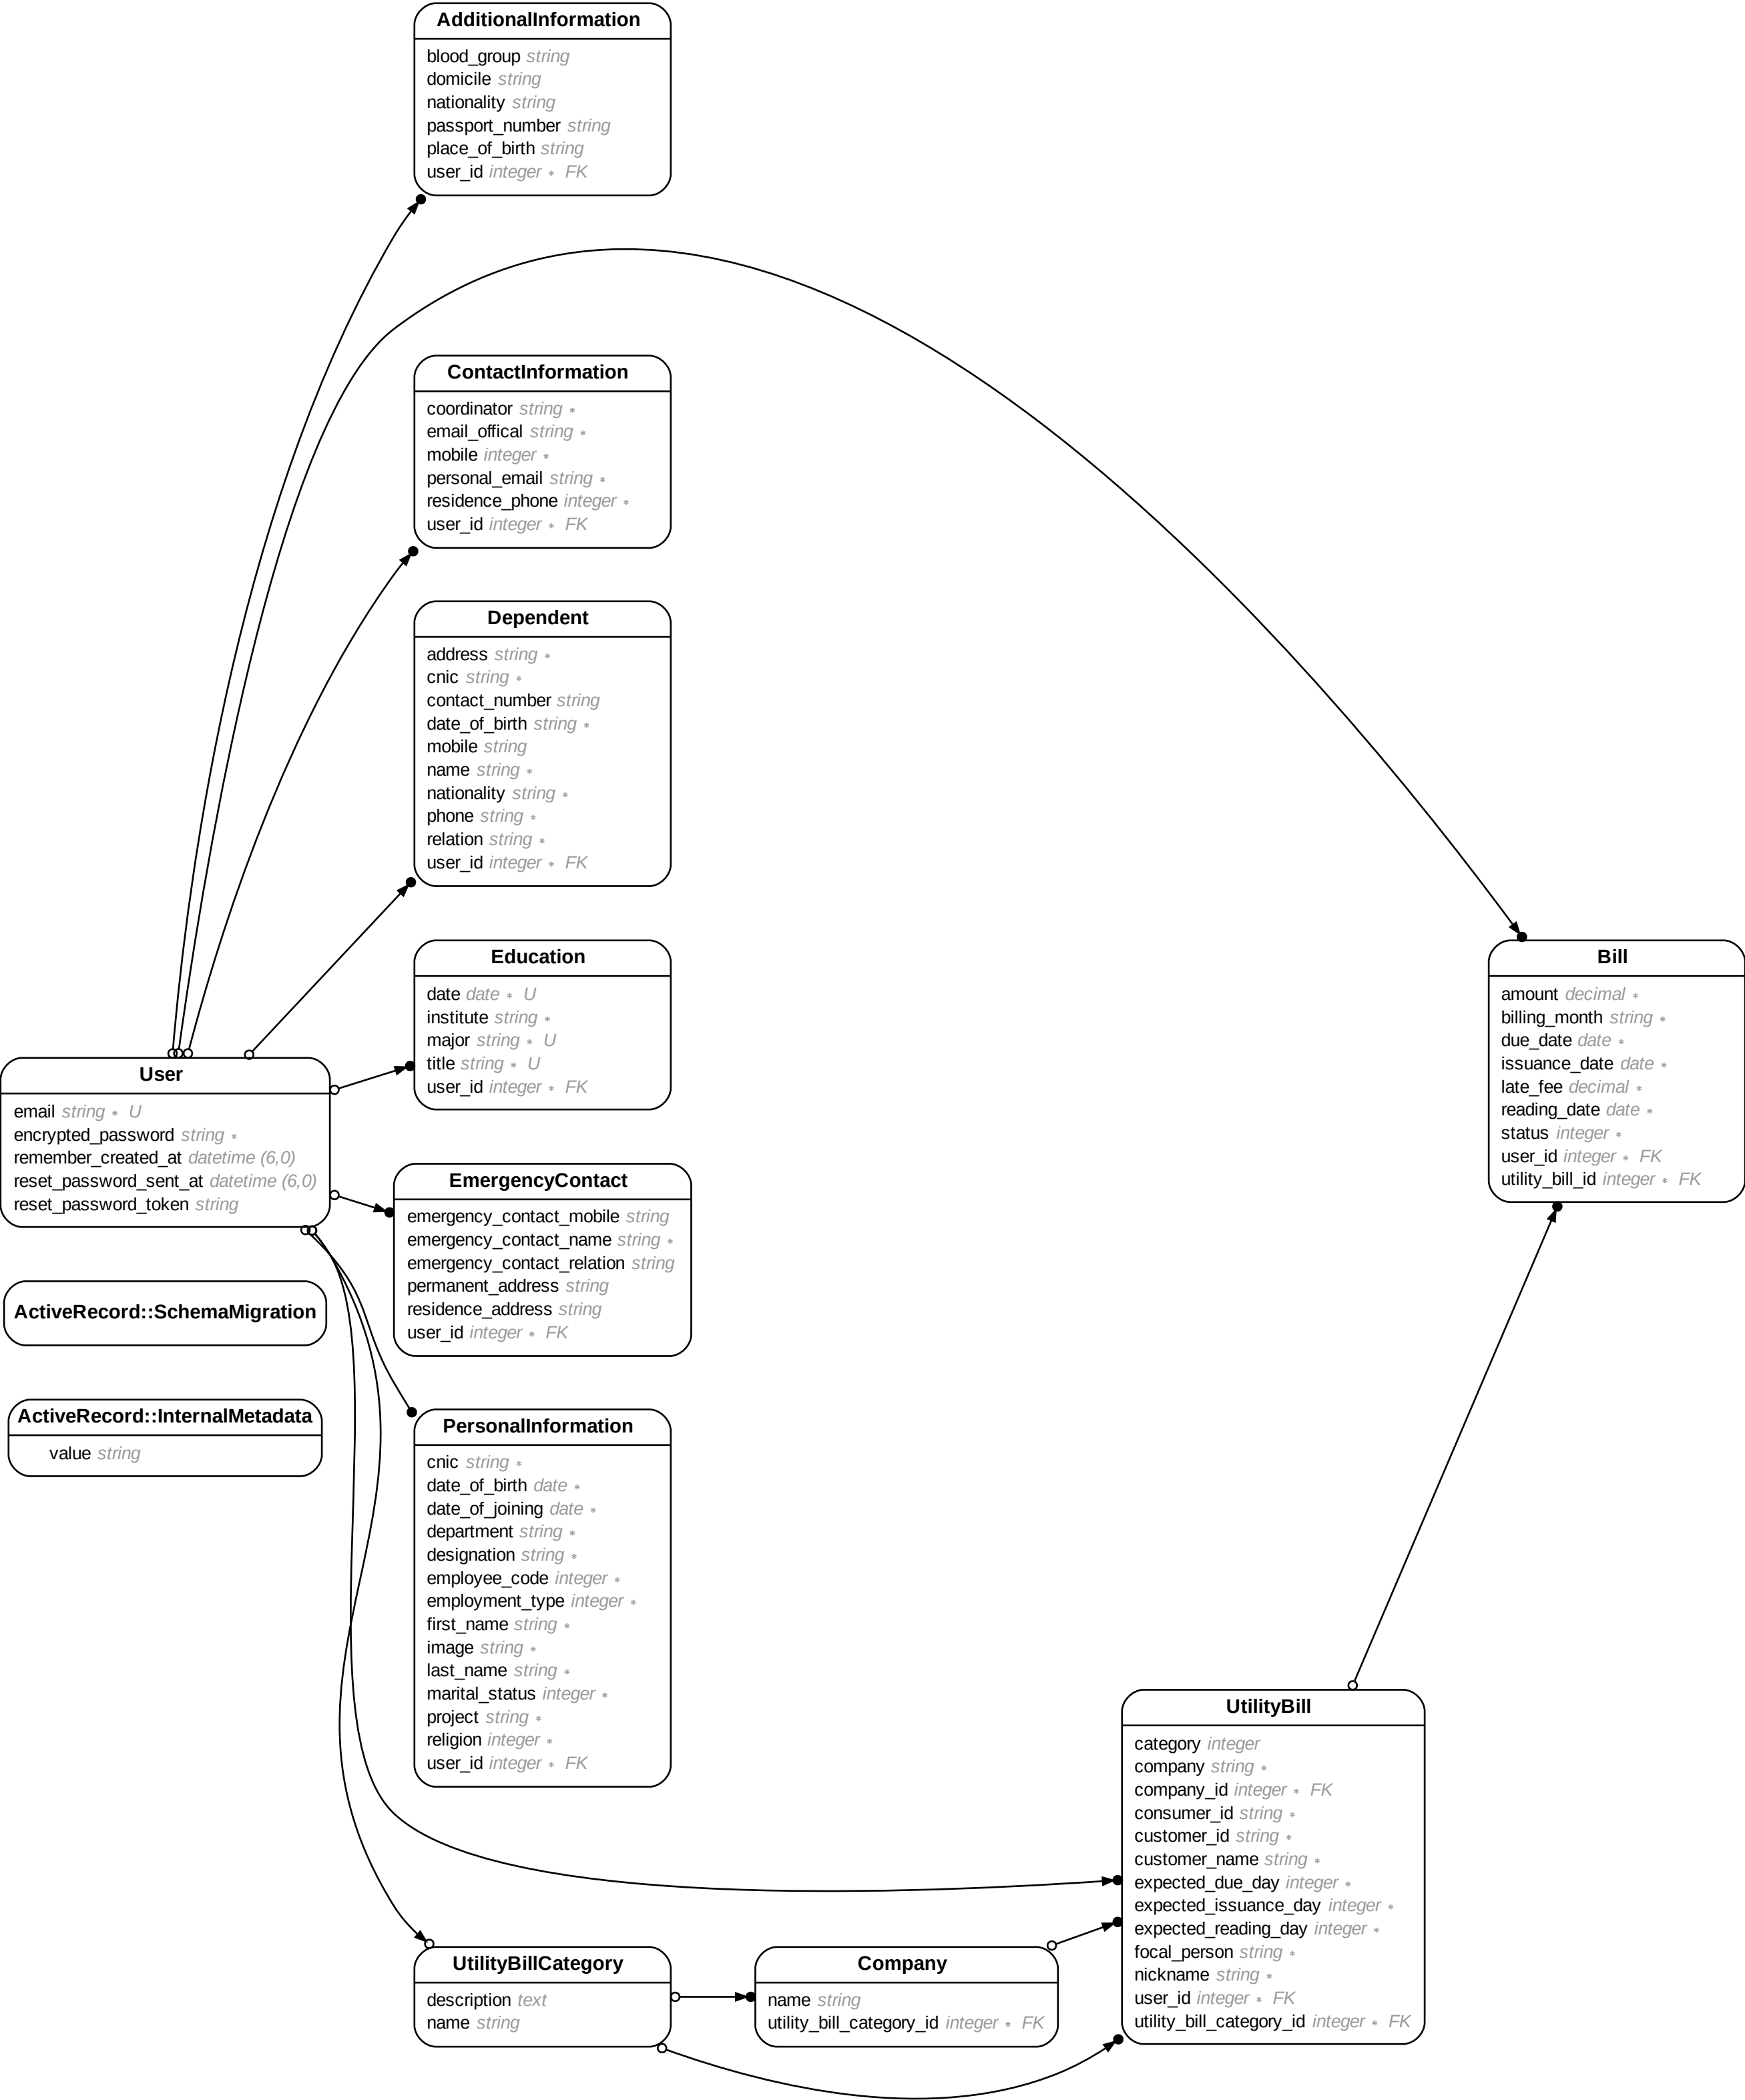 AdditionalInformation
blood_group string
domicile string
nationality string
passport_number string
place_of_birth string
user_id integer ∗ FK
ContactInformation
coordinator string ∗
email_offical string ∗
mobile integer ∗
personal_email string ∗
residence_phone integer ∗
user_id integer ∗ FK
Dependent
address string ∗
cnic string ∗
contact_number string
date_of_birth string ∗
mobile string
name string ∗
nationality string ∗
phone string ∗
relation string ∗
user_id integer ∗ FK
Education
date date ∗ U
institute string ∗
major string ∗ U
title string ∗ U
user_id integer ∗ FK
Bill
amount decimal ∗
billing_month string ∗
due_date date ∗
issuance_date date ∗
late_fee decimal ∗
reading_date date ∗
status integer ∗
user_id integer ∗ FK
utility_bill_id integer ∗ FK
User
email string ∗ U
encrypted_password string ∗
remember_created_at datetime (6,0)
reset_password_sent_at datetime (6,0)
reset_password_token string
EmergencyContact
emergency_contact_mobile string
emergency_contact_name string ∗
emergency_contact_relation string
permanent_address string
residence_address string
user_id integer ∗ FK
ActiveRecord::SchemaMigration
ActiveRecord::InternalMetadata
value string
PersonalInformation
cnic string ∗
date_of_birth date ∗
date_of_joining date ∗
department string ∗
designation string ∗
employee_code integer ∗
employment_type integer ∗
first_name string ∗
image string ∗
last_name string ∗
marital_status integer ∗
project string ∗
religion integer ∗
user_id integer ∗ FK
UtilityBill
category integer
company string ∗
company_id integer ∗ FK
consumer_id string ∗
customer_id string ∗
customer_name string ∗
expected_due_day integer ∗
expected_issuance_day integer ∗
expected_reading_day integer ∗
focal_person string ∗
nickname string ∗
user_id integer ∗ FK
utility_bill_category_id integer ∗ FK
UtilityBillCategory
description text
name string
Company
name string
utility_bill_category_id integer ∗ FK